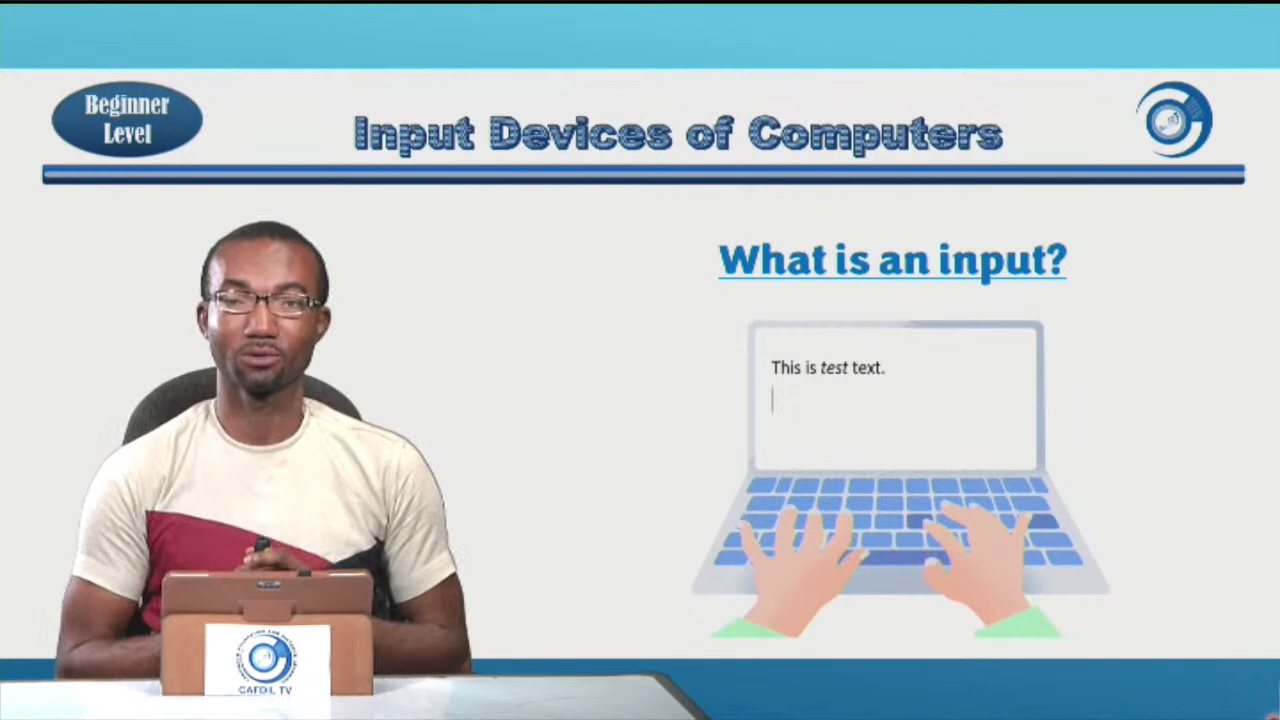 Beginner
Level
Input Devices of Computers
What is an input?
This is test text.
CAFDIL TV